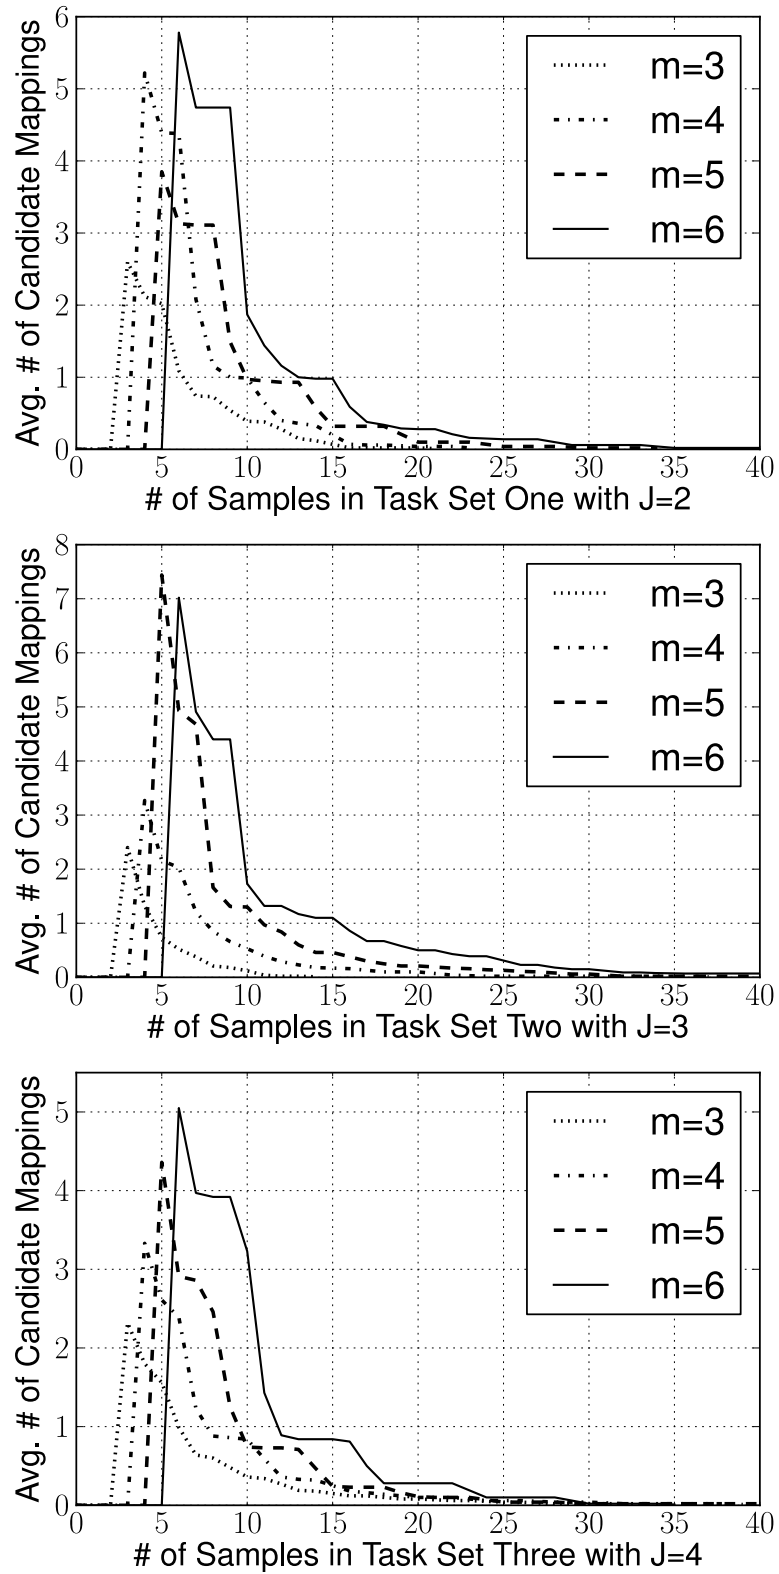 6
5
4
3
2
1
0
Avg. # of Candidate Mappings
m=3
m=4
m=5
m=6
0 5 10 15 20 25 30 35 40
# of Samples in Task Set One with J=2
8
7
6
5
4
3
2
1
0
Avg. # of Candidate Mappings
m=3
m=4
m=5
m=6
0 5 10 15 20 25 30 35 40
# of Samples in Task Set Two with J=3
5
4
3
2
1
0
Avg. # of Candidate Mappings
m=3
m=4
m=5
m=6
0 5 10 15 20 25 30 35 40
# of Samples in Task Set Three with J=4